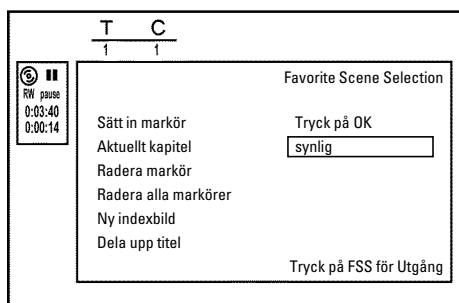 T C
1 1
RW pause
0:03:40
0:00:14
Favorite Scene Selection
Sätt in markör Tryck på OK
Aktuellt kapitel synlig
Radera markör
Radera alla markörer
Ny indexbild
Dela upp titel
Tryck på FSS för Utgång